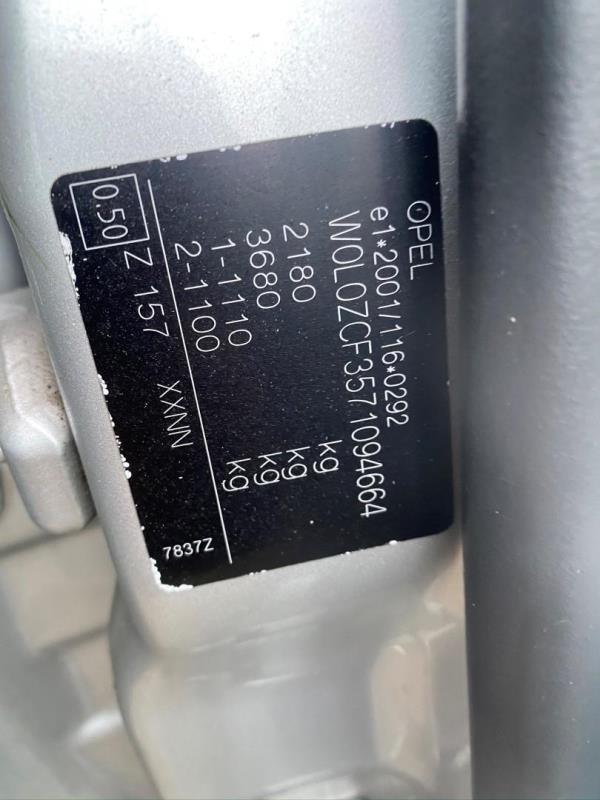 OPEL
e1*2001/116*0292
W0L0ZCF3571094664
2180 kg
3680 kg
1-1110 kg
2-1100 kg
0.50 Z 157 XXNN
7837Z